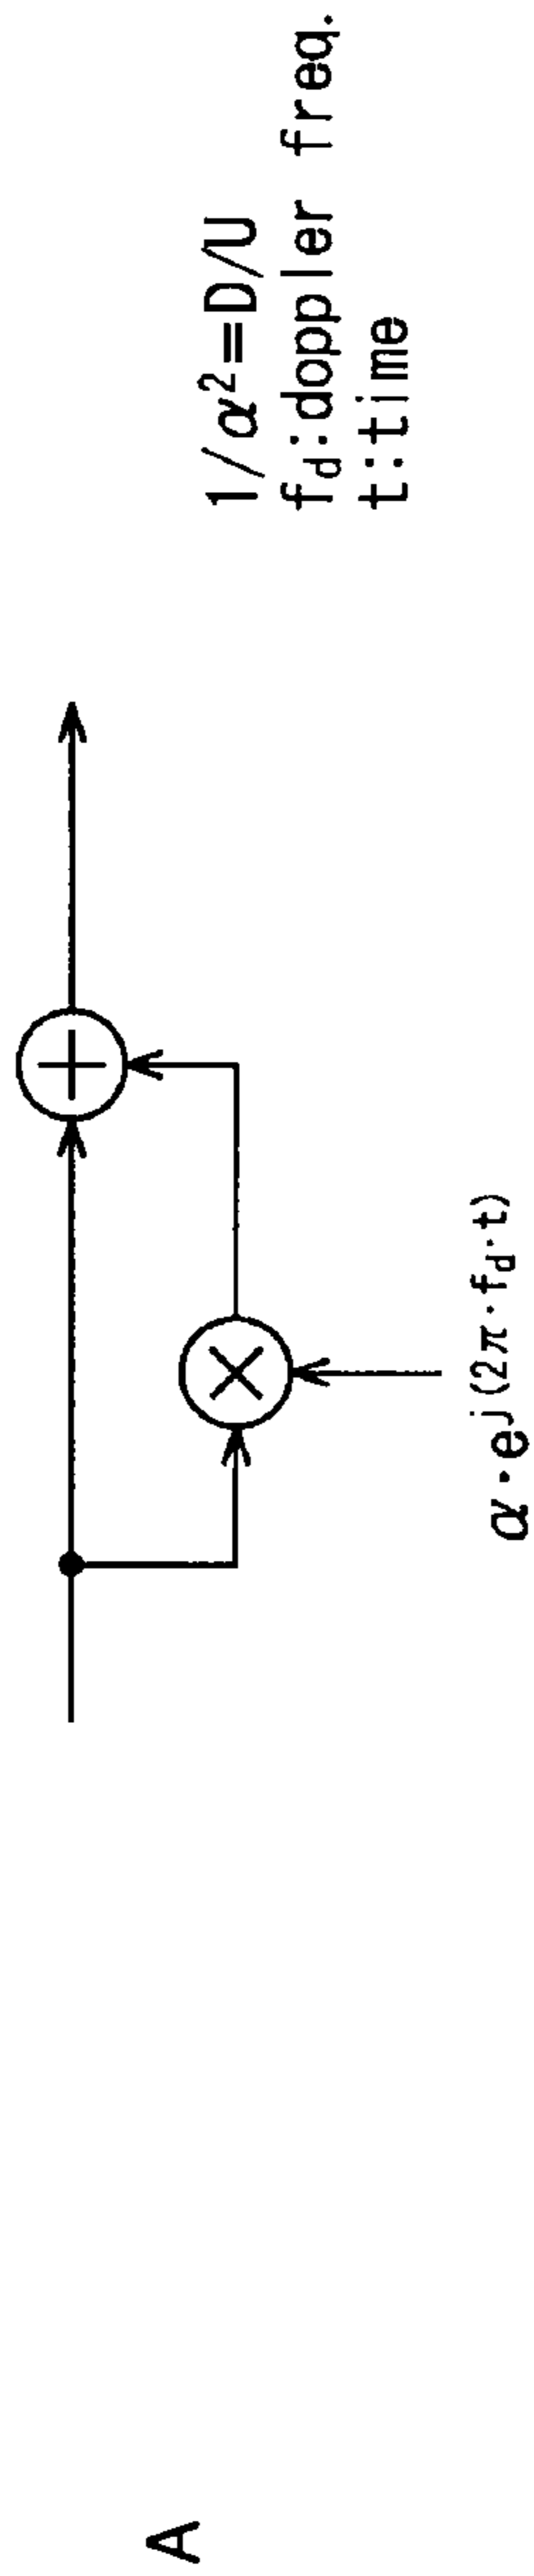 A
α・e^j(2π・f_d・t)
1/α²=D/U
f_d:doppler freq.
t:time